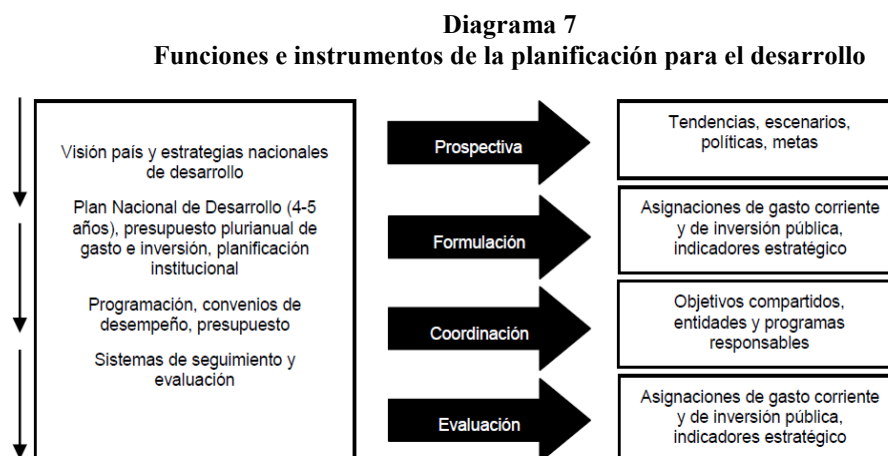 Diagrama 7
Funciones e instrumentos de la planificación para el desarrollo
Visión país y estrategias nacionales
de desarrollo
Plan Nacional de Desarrollo (4-5
años), presupuesto plurianual de
gasto e inversión, planificación
institucional
Programación, convenios de
desempeño, presupuesto
Sistemas de seguimiento y
evaluación
Prospectiva
Formulación
Coordinación
Evaluación
Tendencias, escenarios,
políticas, metas
Asignaciones de gasto corriente
y de inversión pública,
indicadores estratégico
Objetivos compartidos,
entidades y programas
responsables
Asignaciones de gasto corriente
y de inversión pública,
indicadores estratégico